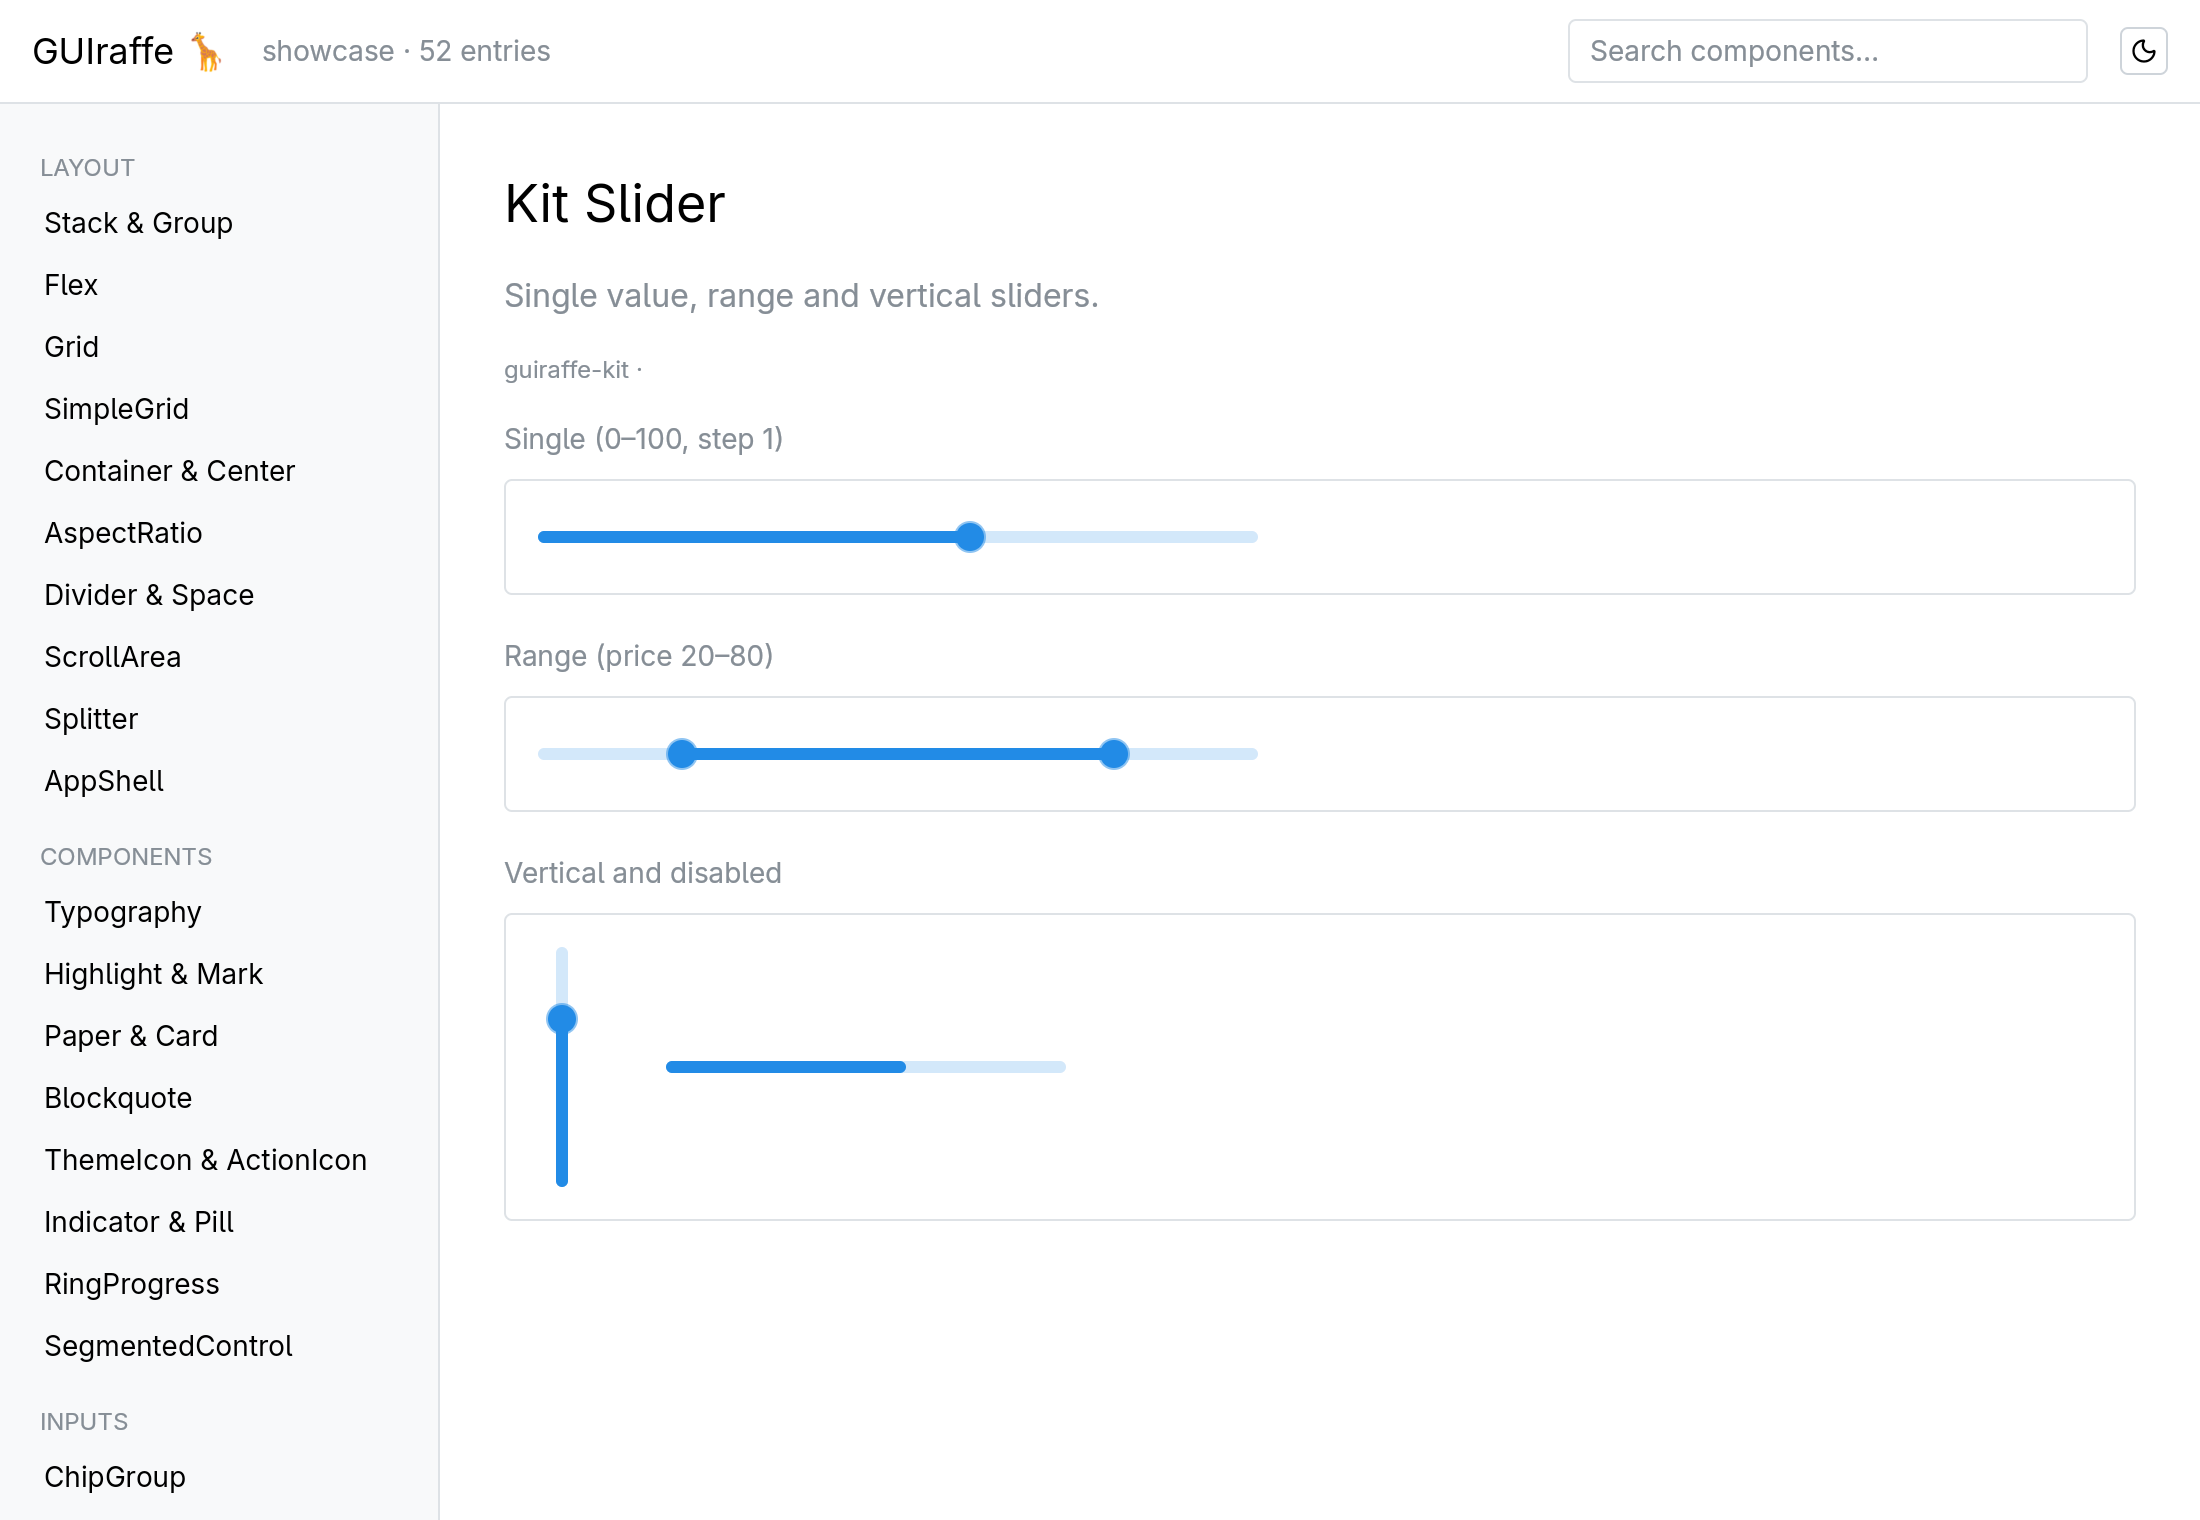 GUIraffe 🦒 showcase · 52 entries Search components...
LAYOUT
Stack & Group
Flex
Grid
SimpleGrid
Container & Center
AspectRatio
Divider & Space
ScrollArea
Splitter
AppShell
COMPONENTS
Typography
Highlight & Mark
Paper & Card
Blockquote
ThemeIcon & ActionIcon
Indicator & Pill
RingProgress
SegmentedControl
INPUTS
ChipGroup
Kit Slider
Single value, range and vertical sliders.
guiraffe-kit ·
Single (0–100, step 1)
Range (price 20–80)
Vertical and disabled